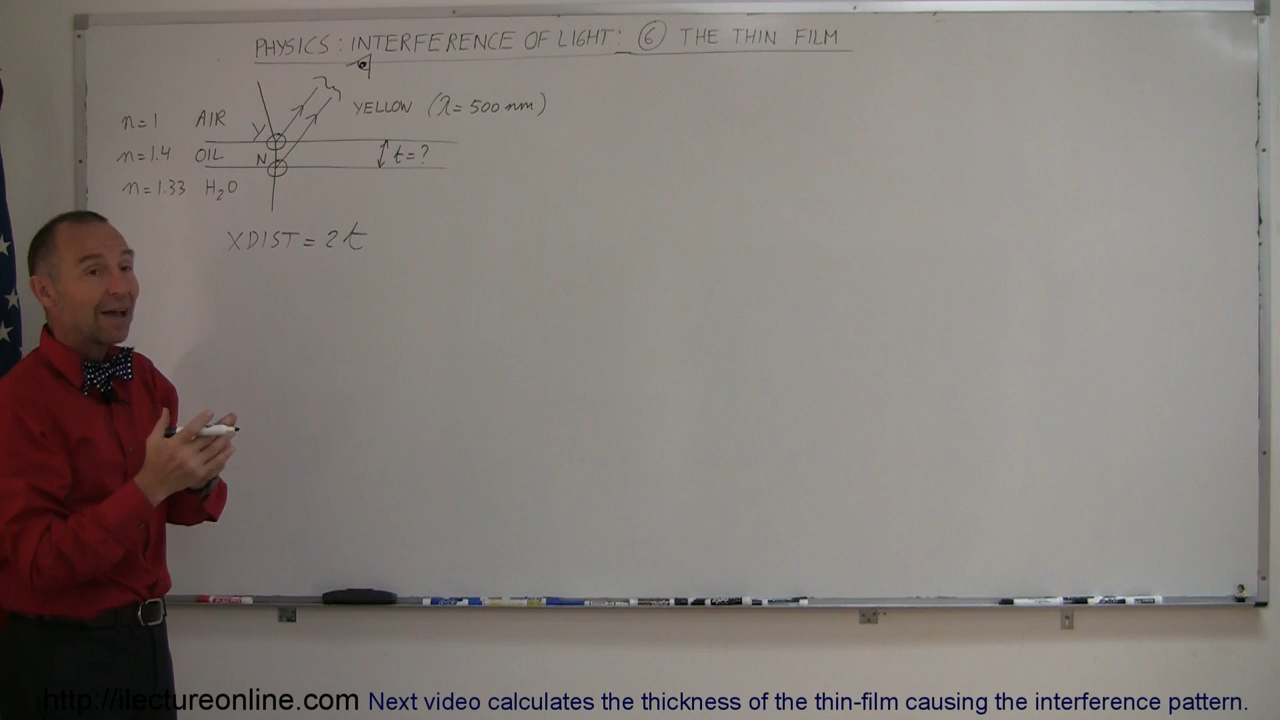 PHYSICS: INTERFERENCE OF LIGHT: ⑥ THE THIN FILM
YELLOW (λ = 500 nm)
n=1 AIR Y
n=1.4 OIL N t=?
n=1.33 H₂O
XDIST = 2t
http://ilectureonline.com Next video calculates the thickness of the thin-film causing the interference pattern.